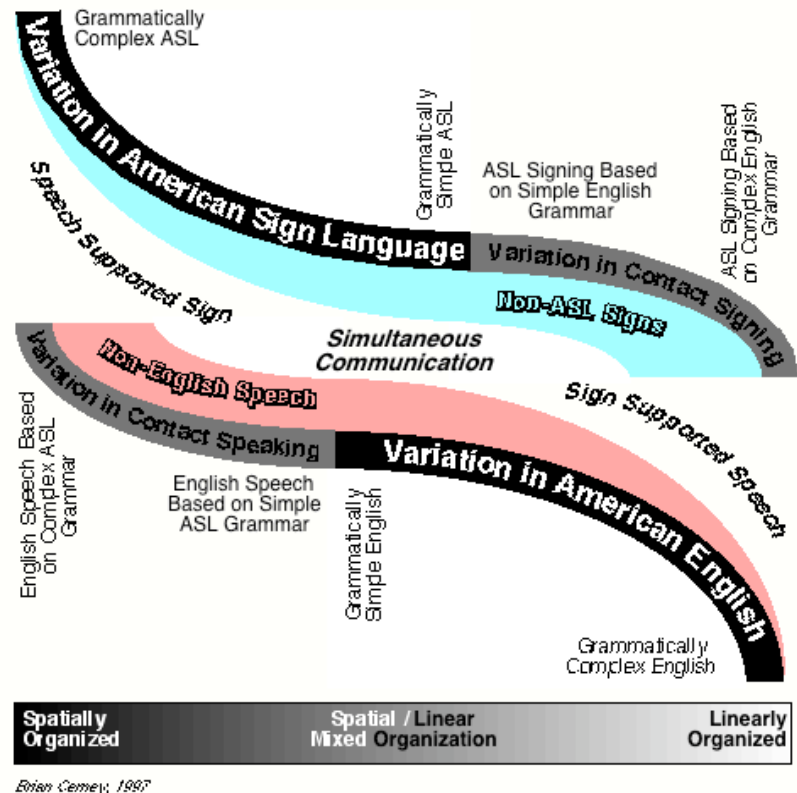 Grammatically
Complex ASL
Variation in American Sign Language
Grammatically
Simple ASL
ASL Signing Based
on Simple English
Grammar
ASL Signing Based
on Complex English
Grammar
Variation in Contact Signing
Non-ASL Signs
Speech Supported Sign
Simultaneous
Communication
Non-English Speech
Variation in Contact Speaking
Sign Supported Speech
Variation in American English
English Speech Based
on Complex ASL
Grammar
English Speech
Based on Simple
ASL Grammar
Grammatically
Simple English
Grammatically
Complex English
Spatially
Organized
Spatial / Linear
Mixed Organization
Linearly
Organized
Brian Cerney, 1997